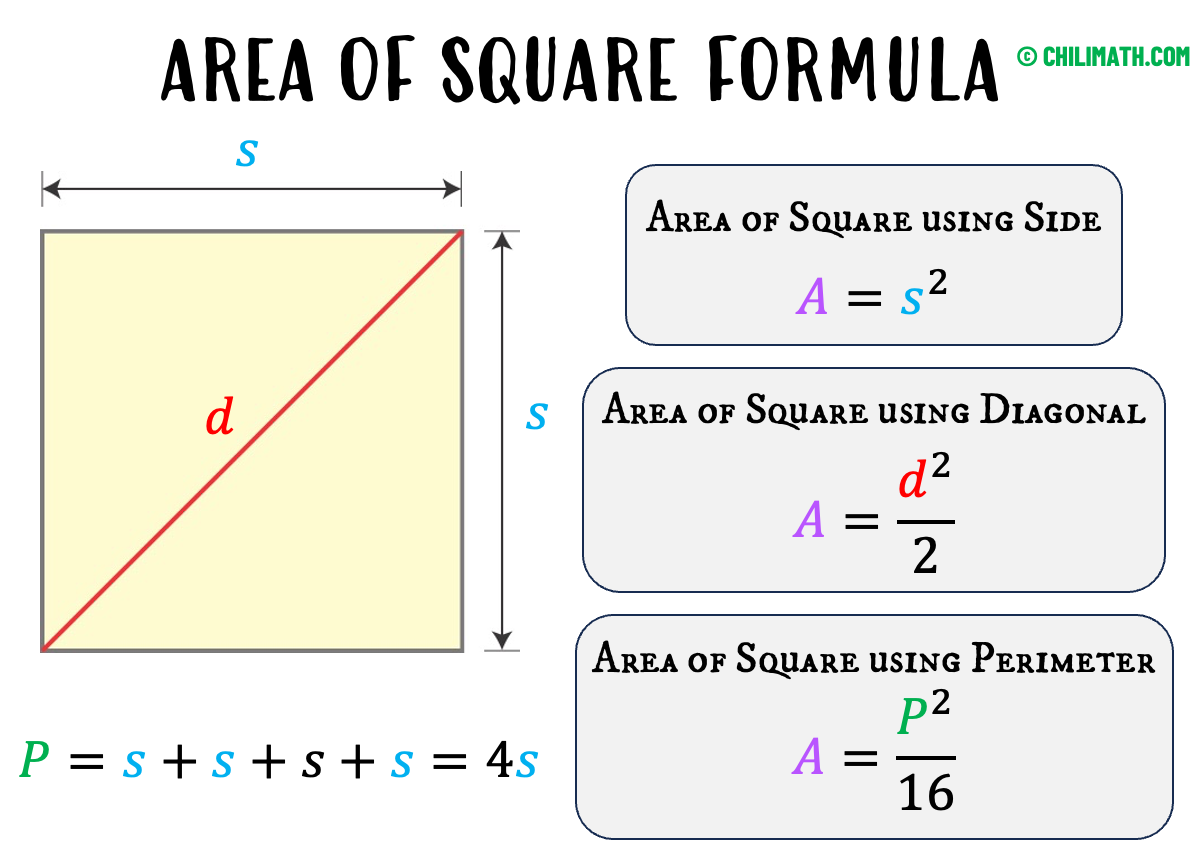 AREA OF SQUARE FORMULA
© CHILIMATH.COM
s
d
s
P = s + s + s + s = 4s
AREA OF SQUARE USING SIDE
A = s²
AREA OF SQUARE USING DIAGONAL
A = d²/2
AREA OF SQUARE USING PERIMETER
A = P²/16